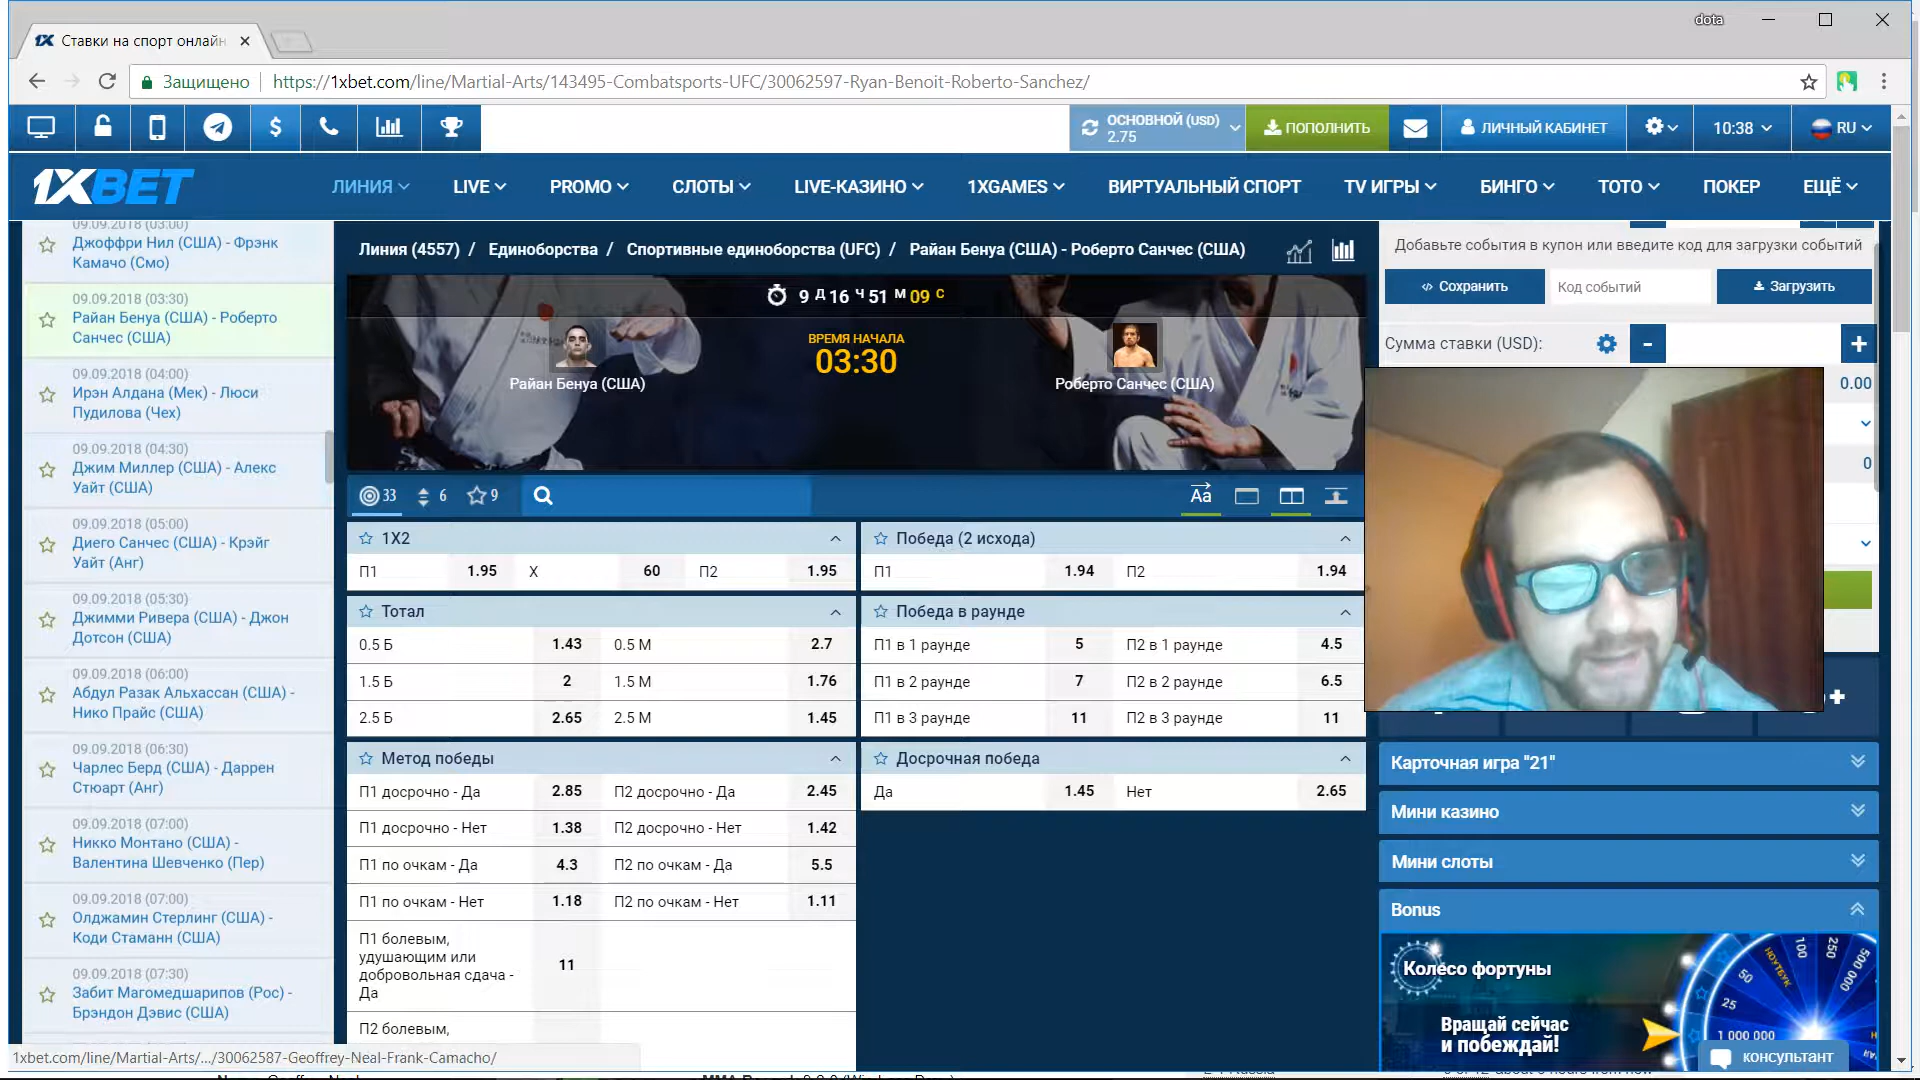 dota
1X Ставки на спорт онлайн
Защищено https://1xbet.com/line/Martial-Arts/143495-Combatsports-UFC/30062597-Ryan-Benoit-Roberto-Sanchez/
ОСНОВНОЙ (USD)
2.75
ПОПОЛНИТЬ
ЛИЧНЫЙ КАБИНЕТ
10:38
RU
1XBET
ЛИНИЯ LIVE PROMO СЛОТЫ LIVE-КАЗИНО 1XGAMES ВИРТУАЛЬНЫЙ СПОРТ TV ИГРЫ БИНГО ТОТО ПОКЕР ЕЩЁ
09.09.2018 (03:00)
Джоффри Нил (США) - Фрэнк
Камачо (Смо)
09.09.2018 (03:30)
Райан Бенуа (США) - Роберто
Санчес (США)
09.09.2018 (04:00)
Ирэн Алдана (Мек) - Люси
Пудилова (Чех)
09.09.2018 (04:30)
Джим Миллер (США) - Алекс
Уайт (США)
09.09.2018 (05:00)
Диего Санчес (США) - Крэйг
Уайт (Анг)
09.09.2018 (05:30)
Джимми Ривера (США) - Джон
Дотсон (США)
09.09.2018 (06:00)
Абдул Разак Альхассан (США) -
Нико Прайс (США)
09.09.2018 (06:30)
Чарлес Берд (США) - Даррен
Стюарт (Анг)
09.09.2018 (07:00)
Никко Монтано (США) -
Валентина Шевченко (Пер)
09.09.2018 (07:00)
Олджамин Стерлинг (США) -
Коди Стаманн (США)
09.09.2018 (07:30)
Забит Магомедшарипов (Рос) -
Брэндон Дэвис (США)
1xbet.com/line/Martial-Arts/.../30062587-Geoffrey-Neal-Frank-Camacho/
Линия (4557) / Единоборства / Спортивные единоборства (UFC) / Райан Бенуа (США) - Роберто Санчес (США)
9 Д 16 Ч 51 М 09 С
ВРЕМЯ НАЧАЛА
03:30
Райан Бенуа (США)
Роберто Санчес (США)
33 6 9
Aa
1X2
П1 1.95 X 60 П2 1.95
Тотал
0.5 Б 1.43 0.5 М 2.7
1.5 Б 2 1.5 М 1.76
2.5 Б 2.65 2.5 М 1.45
Метод победы
П1 досрочно - Да 2.85 П2 досрочно - Да 2.45
П1 досрочно - Нет 1.38 П2 досрочно - Нет 1.42
П1 по очкам - Да 4.3 П2 по очкам - Да 5.5
П1 по очкам - Нет 1.18 П2 по очкам - Нет 1.11
П1 болевым,
удушающим или
добровольная сдача -
Да
11
П2 болевым,
Победа (2 исхода)
П1 1.94 П2 1.94
Победа в раунде
П1 в 1 раунде 5 П2 в 1 раунде 4.5
П1 в 2 раунде 7 П2 в 2 раунде 6.5
П1 в 3 раунде 11 П2 в 3 раунде 11
Досрочная победа
Да 1.45 Нет 2.65
Добавьте события в купон или введите код для загрузки событий
Сохранить Код событий Загрузить
Сумма ставки (USD): - +
0.00
0
+
Карточная игра "21"
Мини казино
Мини слоты
Bonus
Колесо фортуны
Вращай сейчас
и побеждай!
25
50
НОУТБУК
100
250
500 000
1 000 000
консультант